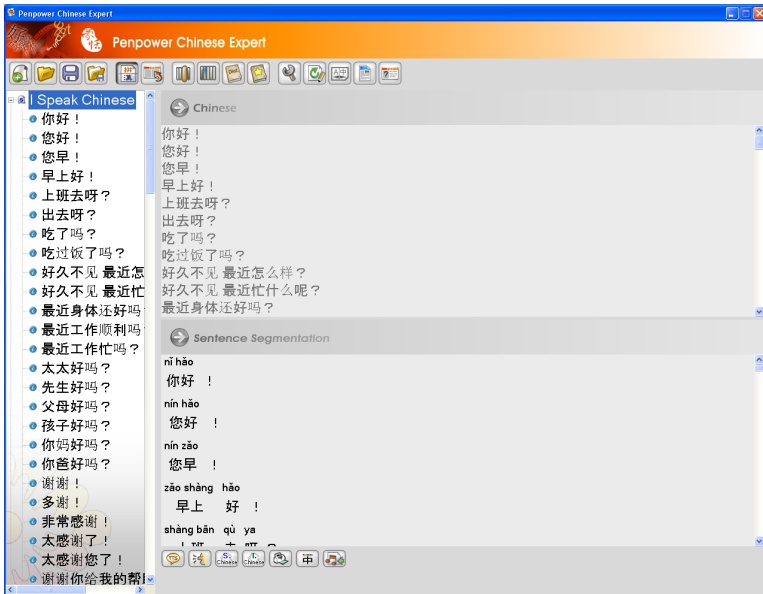 Penpower Chinese Expert
Penpower Chinese Expert
I Speak Chinese
你好！
您好！
您早！
早上好！
上班去呀？
出去呀？
吃了吗？
吃过饭了吗？
好久不见 最近怎
好久不见 最近忙
最近身体还好吗
最近工作顺利吗
最近工作忙吗？
太太好吗？
先生好吗？
父母好吗？
孩子好吗？
你妈好吗？
你爸好吗？
谢谢！
多谢！
非常感谢！
太感谢了！
太感谢您了！
谢谢你给我的帮
Chinese
你好！
您好！
您早！
早上好！
上班去呀？
出去呀？
吃了吗？
吃过饭了吗？
好久不见 最近怎么样？
好久不见 最近忙什么呢？
最近身体还好吗？
Sentence Segmentation
nǐ hǎo
你好 ！
nín hǎo
您好 ！
nín zǎo
您早 ！
zǎo shàng hǎo
早上 好 ！
shàng bān qù ya
上班 去 呀 ？
TTS
S: Chinese
T: Chinese